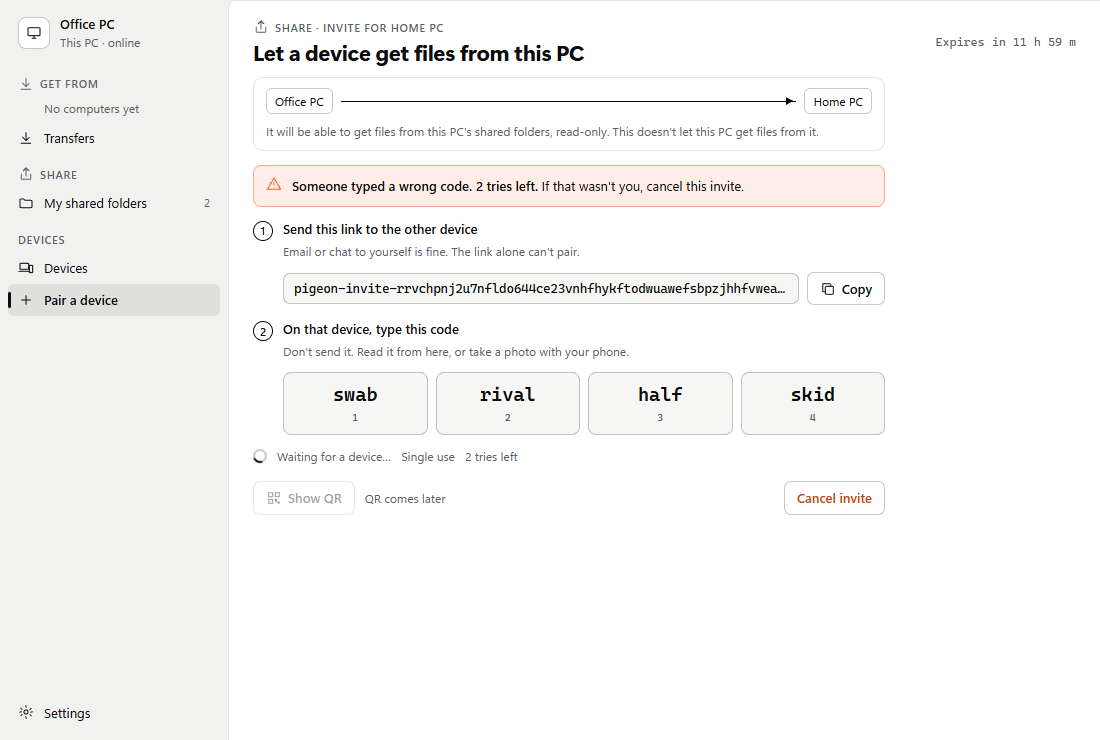 Office PC
This PC · online
GET FROM
No computers yet
Transfers
SHARE
My shared folders 2
DEVICES
Devices
Pair a device
Settings
SHARE · INVITE FOR HOME PC
Let a device get files from this PC
Expires in 11 h 59 m
Office PC Home PC
It will be able to get files from this PC's shared folders, read-only. This doesn't let this PC get files from it.
Someone typed a wrong code. 2 tries left. If that wasn't you, cancel this invite.
1 Send this link to the other device
Email or chat to yourself is fine. The link alone can't pair.
pigeon-invite-rrvchpnj2u7nfldo644ce23vnhfhykftodwuawefsbpzjhhfvwea… Copy
2 On that device, type this code
Don't send it. Read it from here, or take a photo with your phone.
swab rival half skid
1 2 3 4
Waiting for a device... Single use 2 tries left
Show QR QR comes later Cancel invite